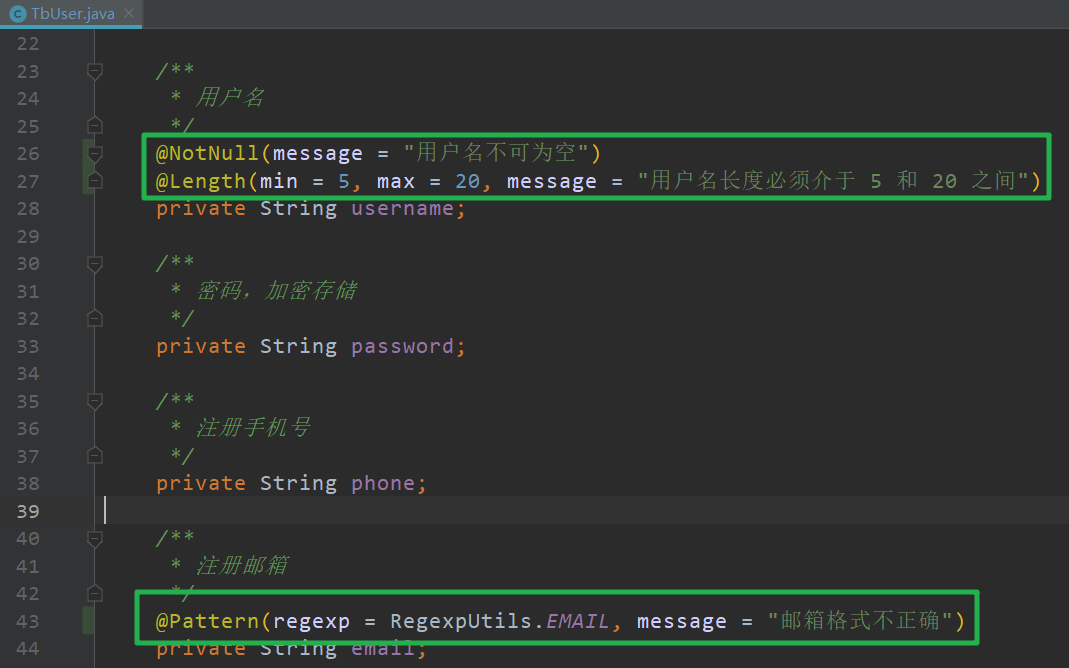 TbUser.java
22
23 /**
24 * 用户名
25 */
26 @NotNull(message = "用户名不可为空")
27 @Length(min = 5, max = 20, message = "用户名长度必须介于 5 和 20 之间")
28 private String username;
29
30 /**
31 * 密码，加密存储
32 */
33 private String password;
34
35 /**
36 * 注册手机号
37 */
38 private String phone;
39
40 /**
41 * 注册邮箱
42 */
43 @Pattern(regexp = RegexpUtils.EMAIL, message = "邮箱格式不正确")
44 private String email;